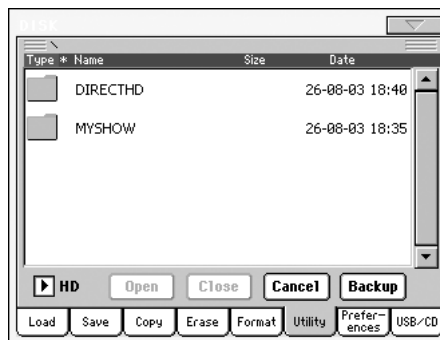 DISK
Type * Name Size Date
DIRECTHD 26-08-03 18:40
MYSHOW 26-08-03 18:35
HD Open Close Cancel Backup
Load Save Copy Erase Format Utility Prefer-
ences USB/CD